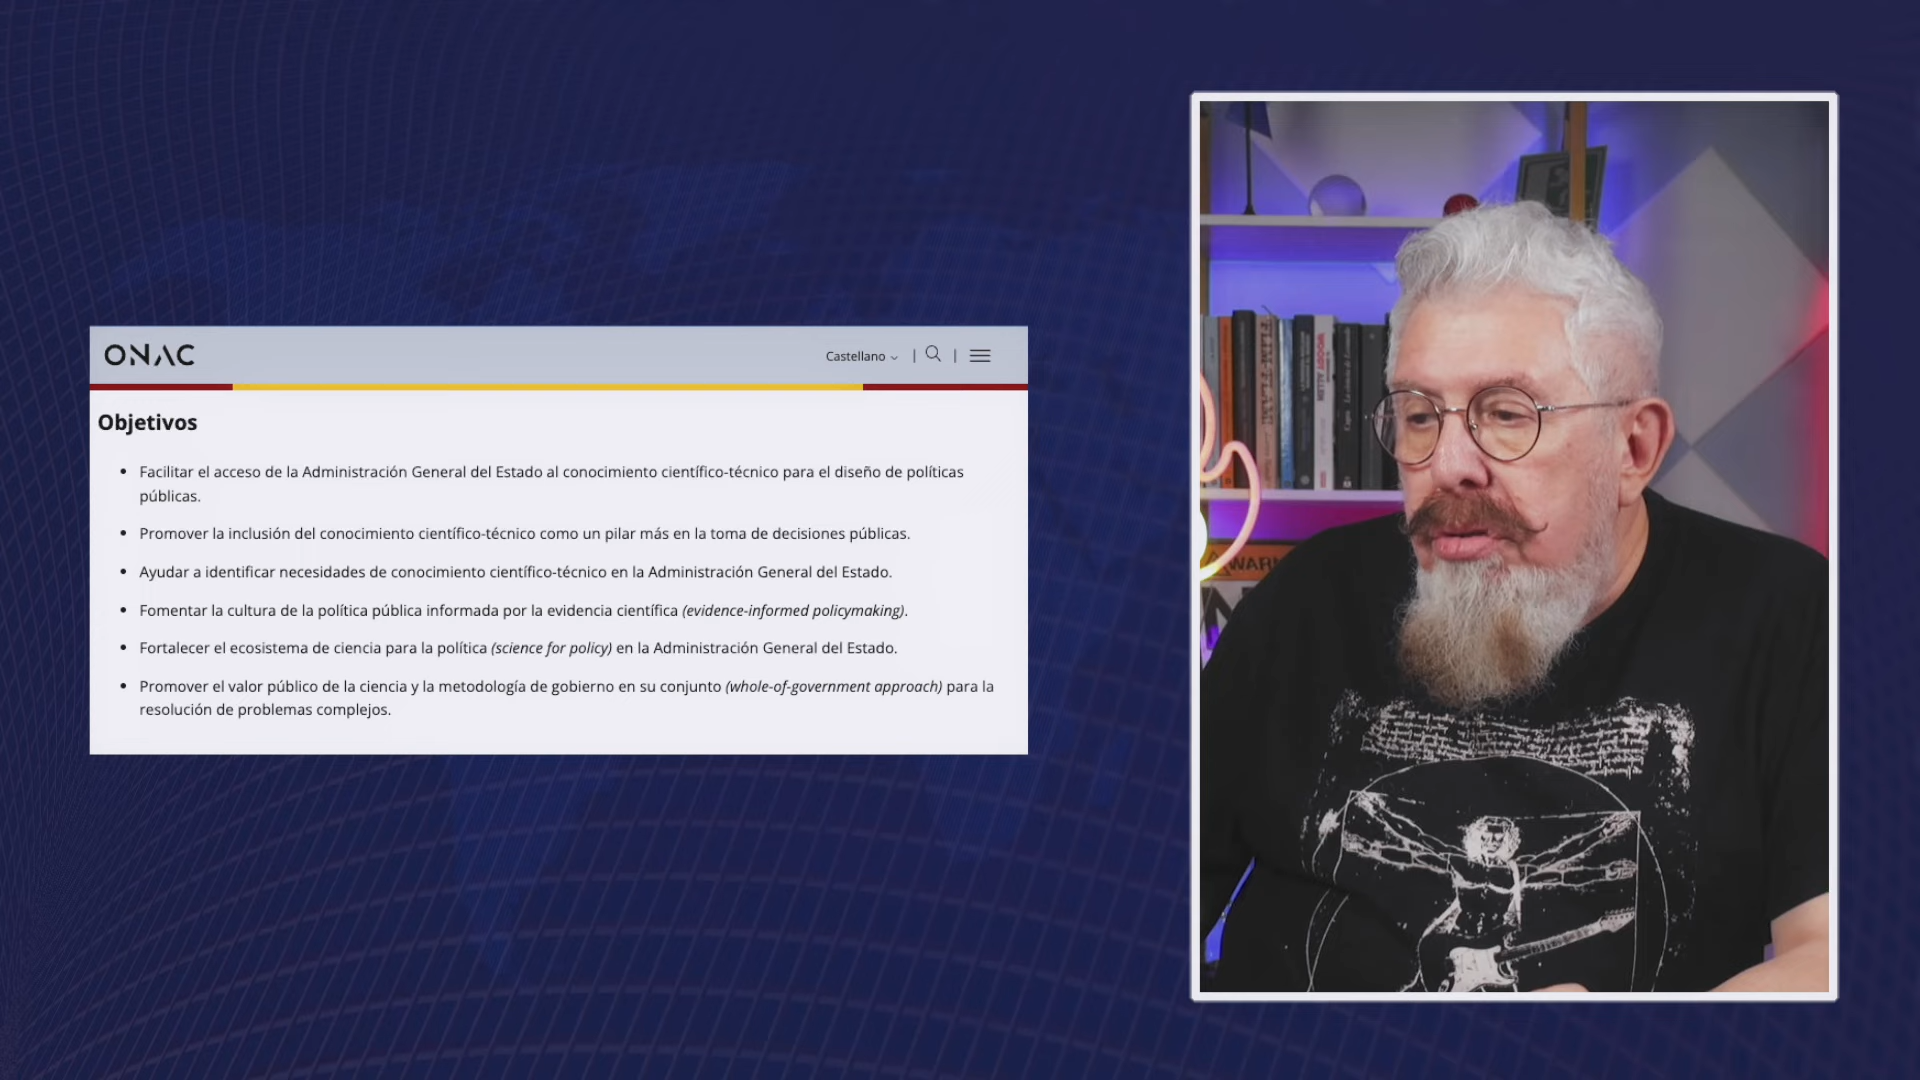 ONAC
Castellano
Objetivos
Facilitar el acceso de la Administración General del Estado al conocimiento científico-técnico para el diseño de políticas
públicas.
Promover la inclusión del conocimiento científico-técnico como un pilar más en la toma de decisiones públicas.
Ayudar a identificar necesidades de conocimiento científico-técnico en la Administración General del Estado.
Fomentar la cultura de la política pública informada por la evidencia científica (evidence-informed policymaking).
Fortalecer el ecosistema de ciencia para la política (science for policy) en la Administración General del Estado.
Promover el valor público de la ciencia y la metodología de gobierno en su conjunto (whole-of-government approach) para la
resolución de problemas complejos.
WOODY ALLEN